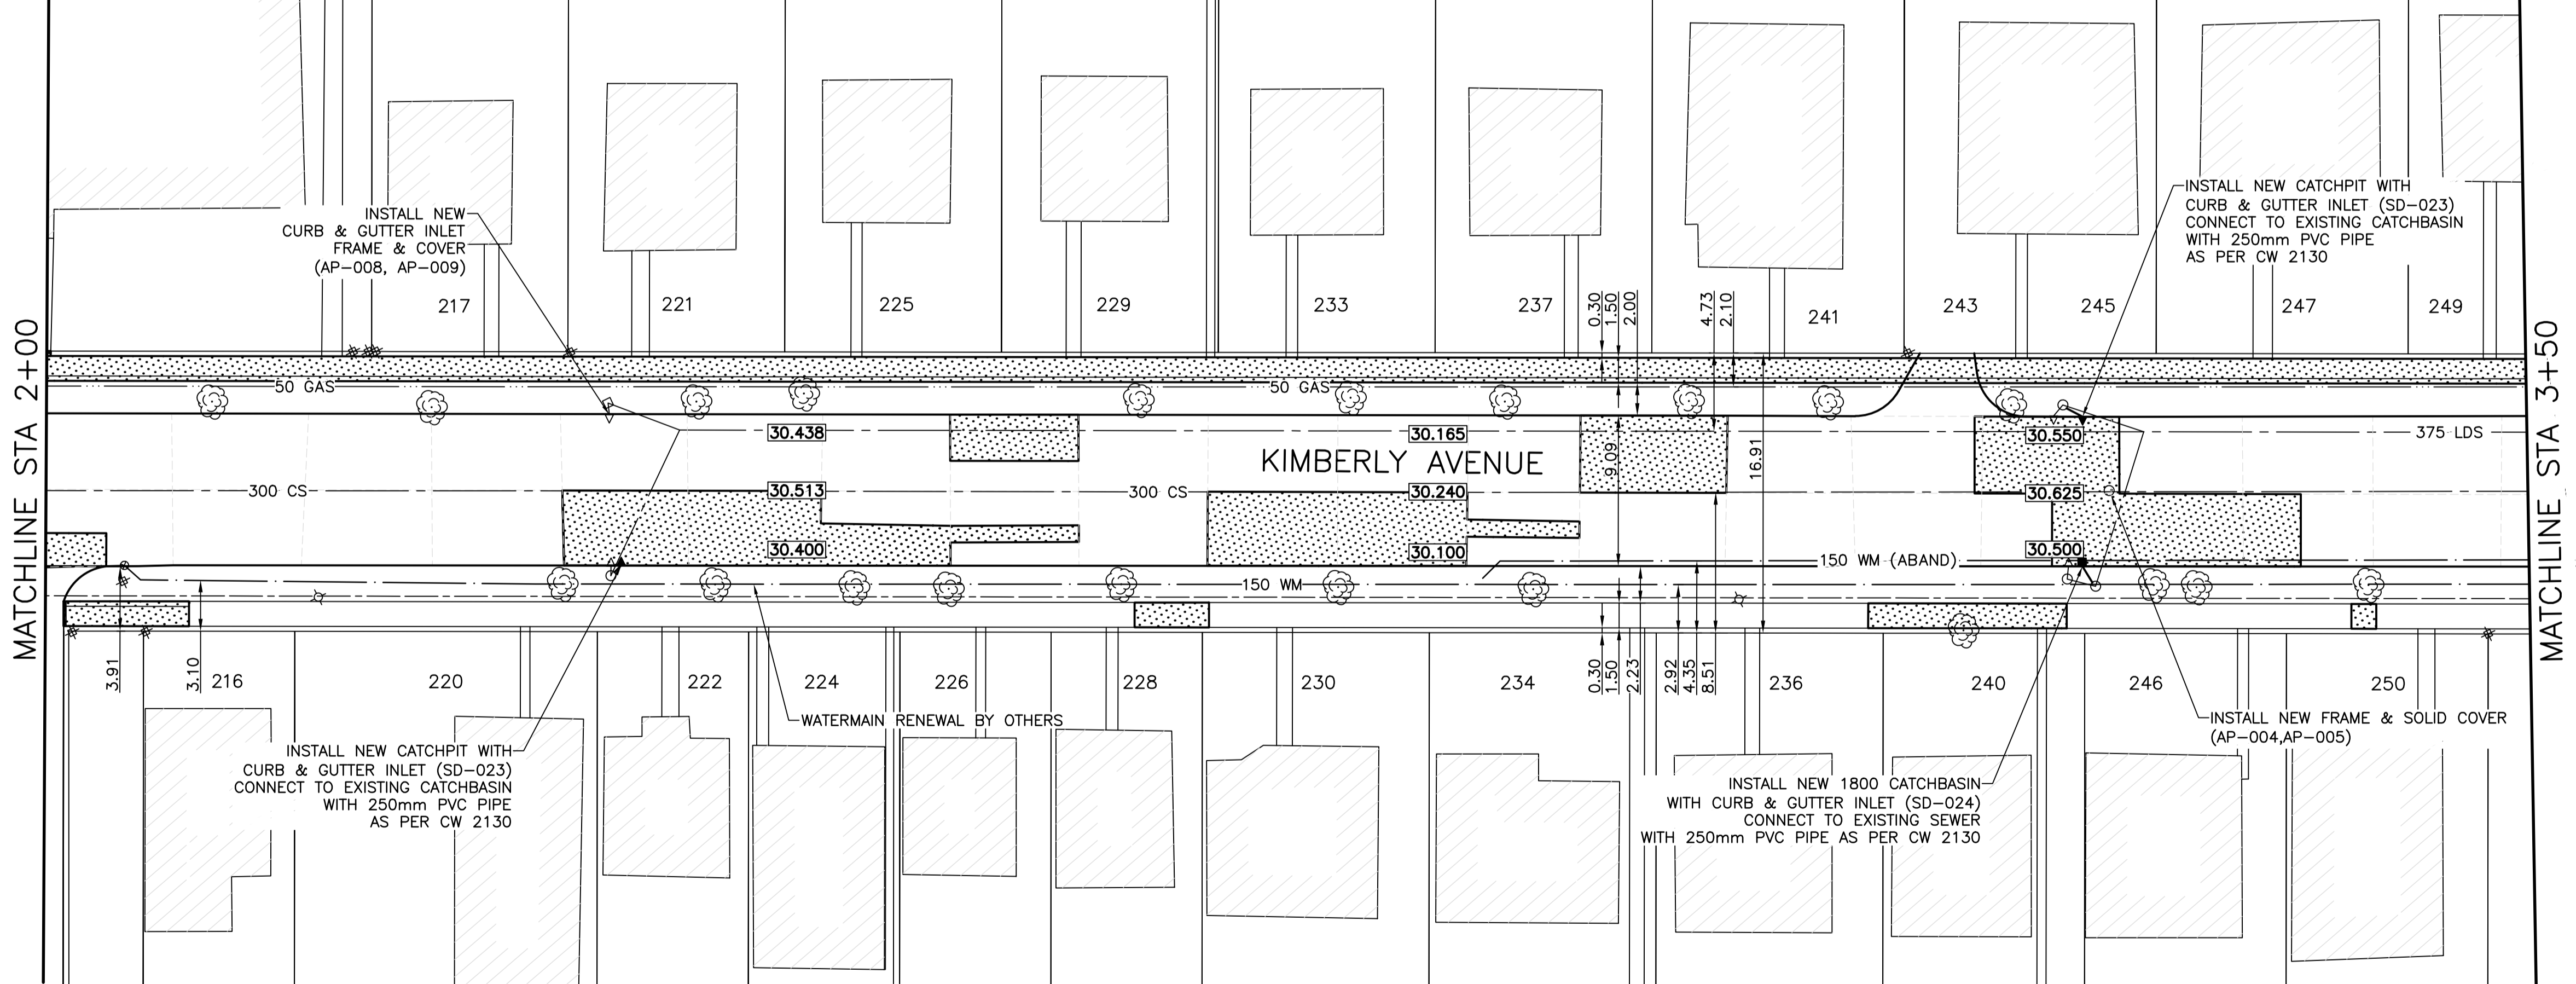 MATCHLINE STA 2+00
INSTALL NEW
CURB & GUTTER INLET
FRAME & COVER
(AP-008, AP-009)
INSTALL NEW CATCHPIT WITH
CURB & GUTTER INLET (SD-023)
CONNECT TO EXISTING CATCHBASIN
WITH 250mm PVC PIPE
AS PER CW 2130
217
221
225
229
233
237
241
243
245
247
249
0.30
1.50
2.00
4.73
2.10
50 GAS
50 GAS
30.438
30.165
30.550
375 LDS
KIMBERLY AVENUE
9.09
16.91
300 CS
30.513
300 CS
30.240
30.625
30.400
30.100
30.500
150 WM (ABAND)
150 WM
MATCHLINE STA 3+50
3.91
3.10
0.30
1.50
2.23
2.92
4.35
8.51
216
220
222
224
226
228
230
234
236
240
246
250
WATERMAIN RENEWAL BY OTHERS
INSTALL NEW FRAME & SOLID COVER
(AP-004,AP-005)
INSTALL NEW CATCHPIT WITH
CURB & GUTTER INLET (SD-023)
CONNECT TO EXISTING CATCHBASIN
WITH 250mm PVC PIPE
AS PER CW 2130
INSTALL NEW 1800 CATCHBASIN
WITH CURB & GUTTER INLET (SD-024)
CONNECT TO EXISTING SEWER
WITH 250mm PVC PIPE AS PER CW 2130